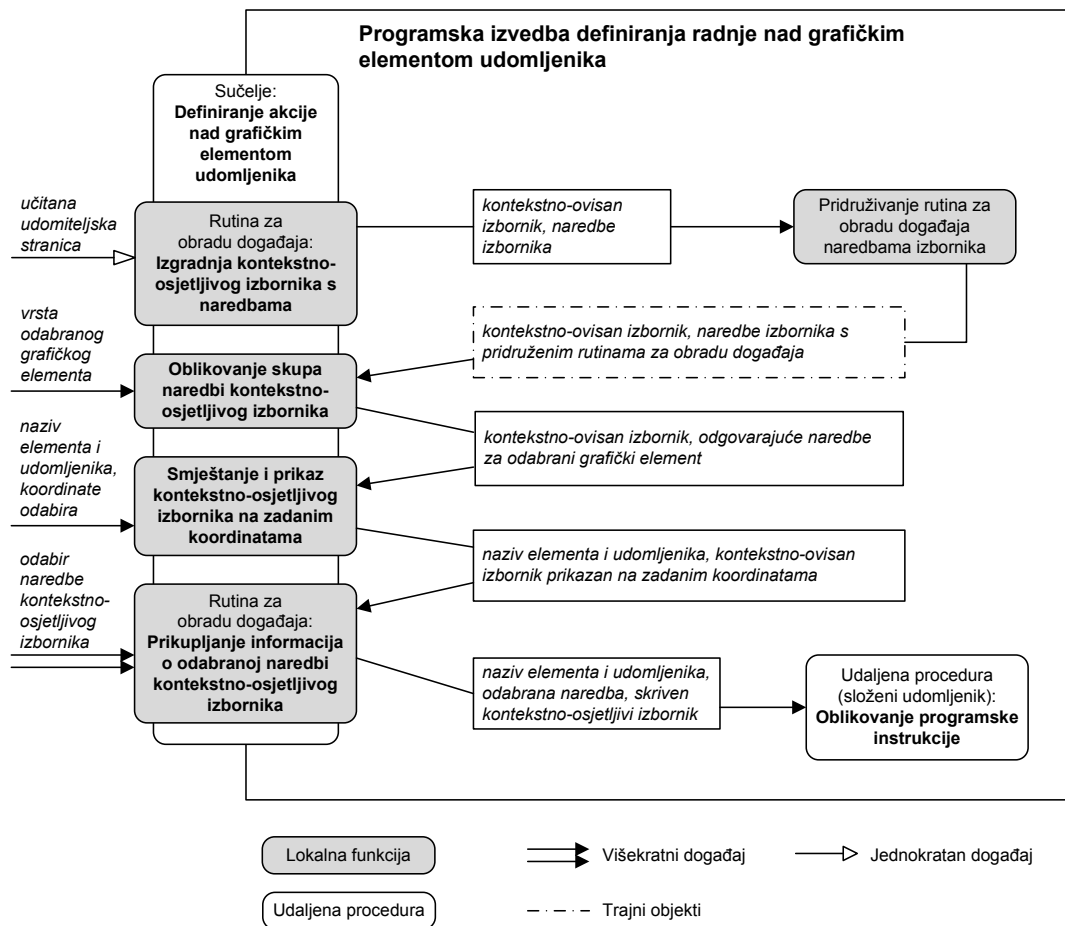 Programska izvedba definiranja radnje nad grafičkim
elementom udomljenika
Sučelje:
Definiranje akcije
nad grafičkim
elementom
udomljenika
učitana
udomiteljska
stranica
Rutina za
obradu događaja:
Izgradnja kontekstno-
osjetljivog izbornika s
naredbama
kontekstno-ovisan
izbornik, naredbe
izbornika
Pridruživanje rutina za
obradu događaja
naredbama izbornika
vrsta
odabranog
grafičkog
elementa
kontekstno-ovisan izbornik, naredbe izbornika s
pridruženim rutinama za obradu događaja
Oblikovanje skupa
naredbi kontekstno-
osjetljivog izbornika
naziv
elementa i
udomljenika,
koordinate
odabira
kontekstno-ovisan izbornik, odgovarajuće naredbe
za odabrani grafički element
Smještanje i prikaz
kontekstno-osjetljivog
izbornika na zadanim
koordinatama
odabir
naredbe
kontekstno-
osjetljivog
izbornika
naziv elementa i udomljenika, kontekstno-ovisan
izbornik prikazan na zadanim koordinatama
Rutina za
obradu događaja:
Prikupljanje informacija
o odabranoj naredbi
kontekstno-osjetljivog
izbornika
naziv elementa i udomljenika,
odabrana naredba, skriven
kontekstno-osjetljivi izbornik
Udaljena procedura
(složeni udomljenik):
Oblikovanje programske
instrukcije
Lokalna funkcija
Višekratni događaj
Jednokratan događaj
Udaljena procedura
Trajni objekti